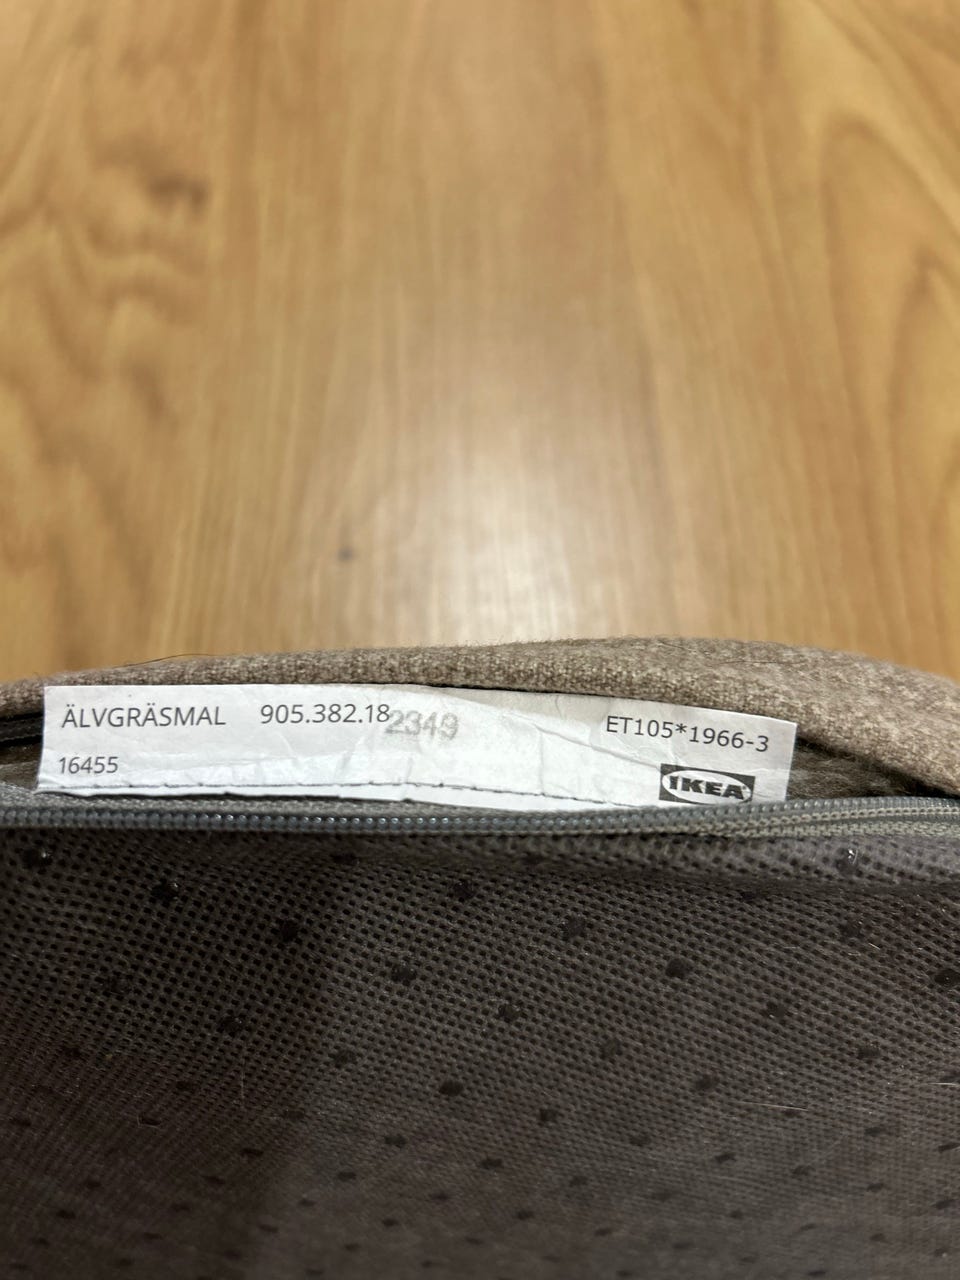 ÄLVGRÄSMAL 905.382.18 2349 ET105*1966-3
16455 IKEA